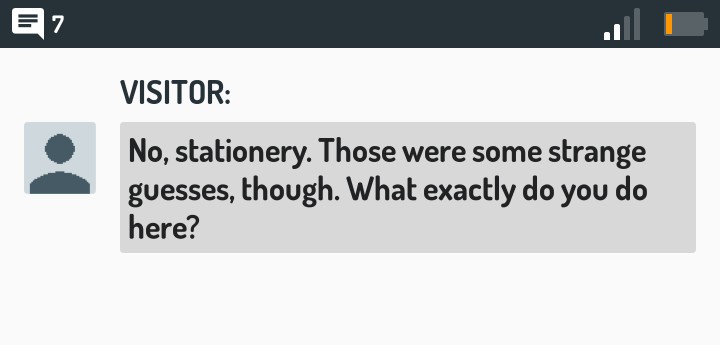 7
VISITOR:
No, stationery. Those were some strange
guesses, though. What exactly do you do
here?